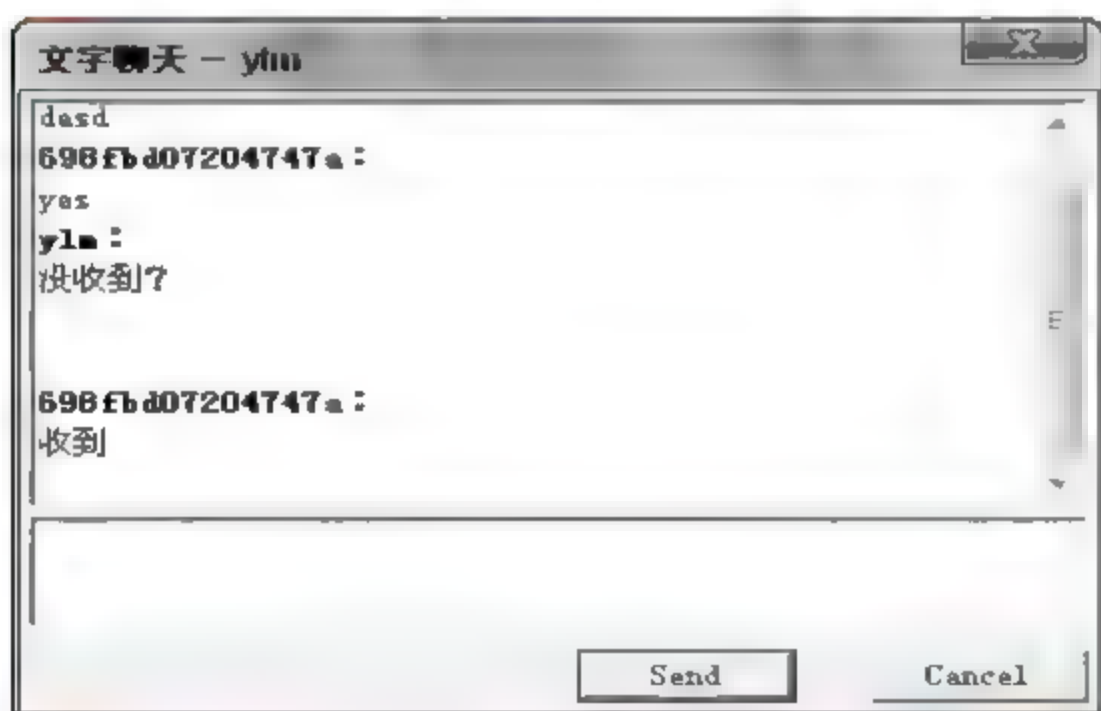 文字聊天 - ylm
dasd
698fbd07204747a:
yes
ylm:
没收到?
698fbd07204747a:
收到
Send
Cancel